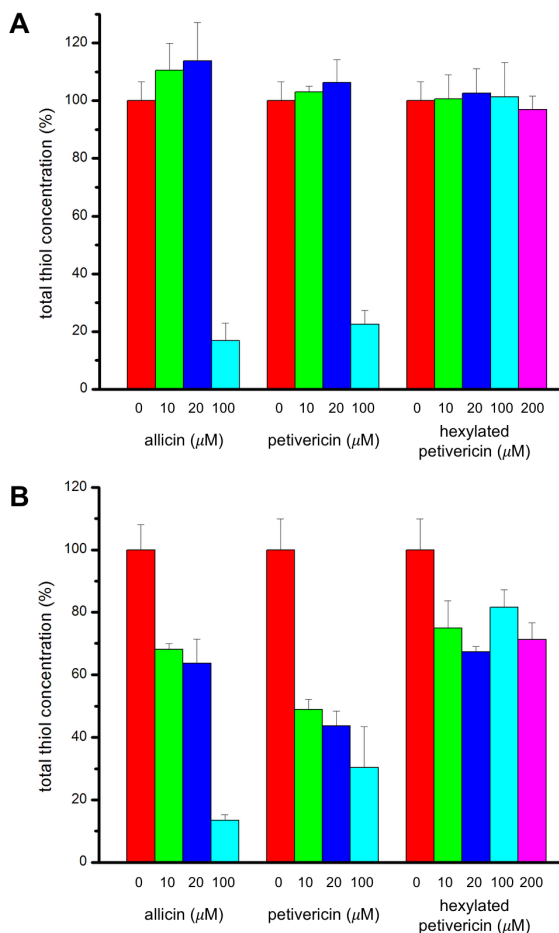 A
120
100
80
60
40
20
0
total thiol concentration (%)
0 10 20 100 0 10 20 100 0 10 20 100 200
allicin (μM) petivericin (μM) hexylated
petivericin (μM)
B
120
100
80
60
40
20
0
total thiol concentration (%)
0 10 20 100 0 10 20 100 0 10 20 100 200
allicin (μM) petivericin (μM) hexylated
petivericin (μM)